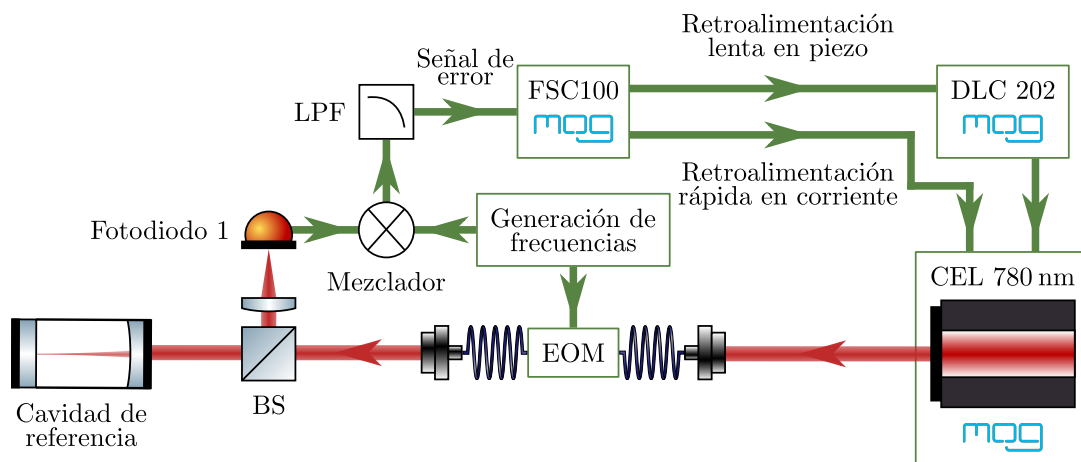 Retroalimentación
lenta en piezo
Señal de
error
LPF
FSC100
mog
DLC 202
mog
Retroalimentación
rápida en corriente
Fotodiodo 1
Mezclador
Generación de
frecuencias
CEL 780 nm
EOM
BS
Cavidad de
referencia
mog